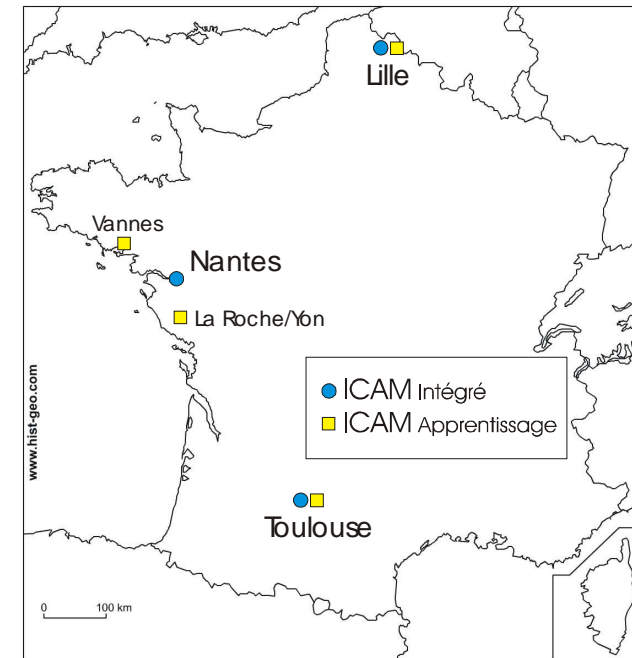 Lille
Vannes
Nantes
La Roche/Yon
www.hist-geo.com
ICAM Intégré
ICAM Apprentissage
Toulouse
0 100 km